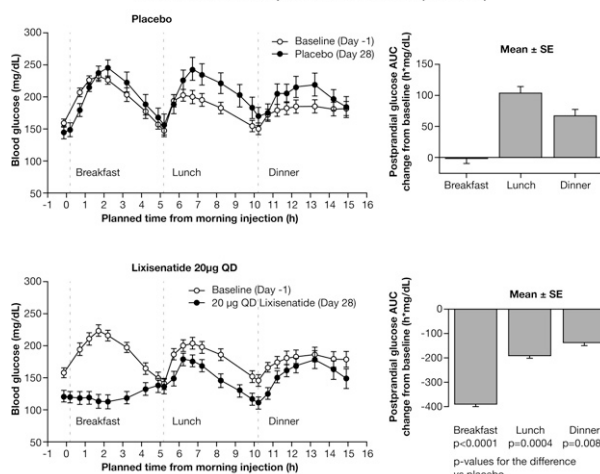 Placebo
300
250
200
150
100
50
Blood glucose (mg/dL)
Baseline (Day -1)
Placebo (Day 28)
Breakfast
Lunch
Dinner
-1 0 1 2 3 4 5 6 7 8 9 10 11 12 13 14 15 16
Planned time from morning injection (h)
Mean ± SE
150
100
50
0
Postprandial glucose AUC
change from baseline (h*mg/dL)
Breakfast Lunch Dinner
Lixisenatide 20µg QD
300
250
200
150
100
50
Blood glucose (mg/dL)
Baseline (Day -1)
20 µg QD Lixisenatide (Day 28)
Breakfast
Lunch
Dinner
-1 0 1 2 3 4 5 6 7 8 9 10 11 12 13 14 15 16
Planned time from morning injection (h)
Mean ± SE
0
-100
-200
-300
-400
Postprandial glucose AUC
change from baseline (h*mg/dL)
Breakfast Lunch Dinner
p<0.0001 p=0.0004 p=0.008
p-values for the difference
vs placebo